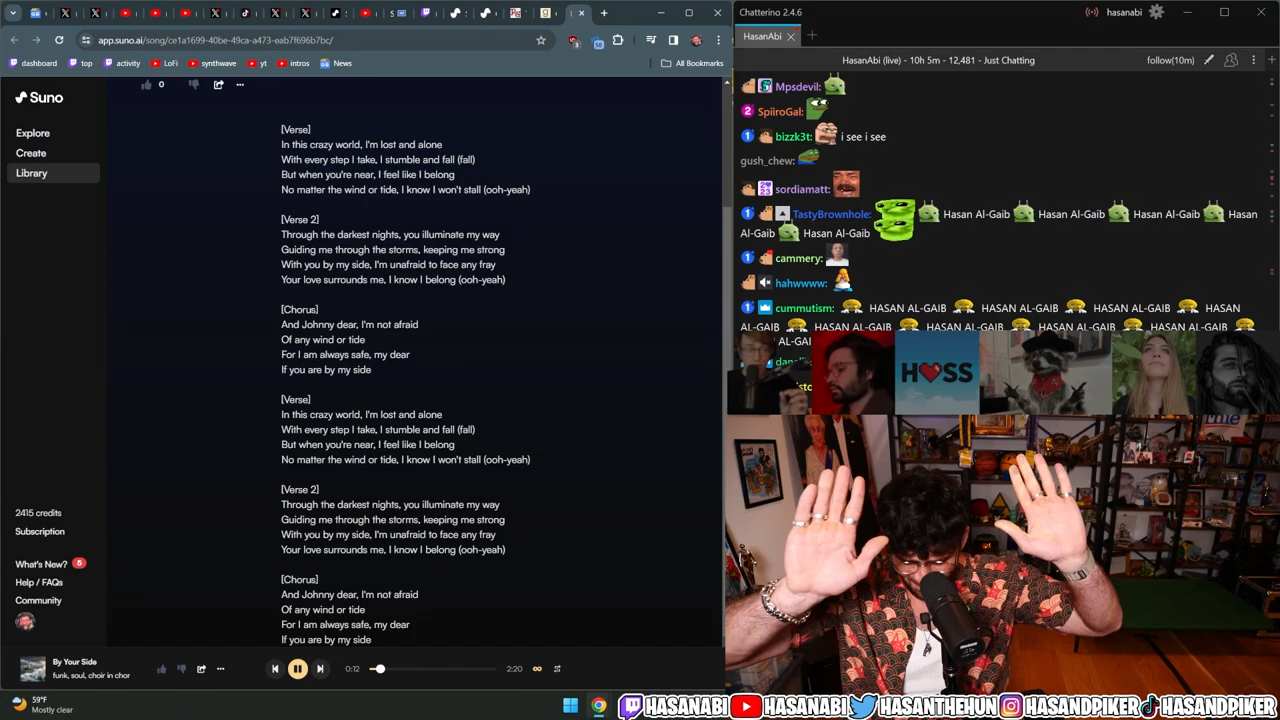 Chatterino 2.4.6
hasanabi
app.suno.ai/song/ce1a1699-40be-49ca-a473-eab7f696b7bc/
HasanAbi
dashboard
top
activity
LoFi
synthwave
yt
intros
News
All Bookmarks
HasanAbi (live) - 10h 5m - 12,481 - Just Chatting
follow(10m)
Suno
0
Explore
Create
Library
[Verse]
In this crazy world, I'm lost and alone
With every step I take, I stumble and fall (fall)
But when you're near, I feel like I belong
No matter the wind or tide, I know I won't stall (ooh-yeah)
[Verse 2]
Through the darkest nights, you illuminate my way
Guiding me through the storms, keeping me strong
With you by my side, I'm unafraid to face any fray
Your love surrounds me, I know I belong (ooh-yeah)
[Chorus]
And Johnny dear, I'm not afraid
Of any wind or tide
For I am always safe, my dear
If you are by my side
[Verse]
In this crazy world, I'm lost and alone
With every step I take, I stumble and fall (fall)
But when you're near, I feel like I belong
No matter the wind or tide, I know I won't stall (ooh-yeah)
[Verse 2]
Through the darkest nights, you illuminate my way
Guiding me through the storms, keeping me strong
With you by my side, I'm unafraid to face any fray
Your love surrounds me, I know I belong (ooh-yeah)
[Chorus]
And Johnny dear, I'm not afraid
Of any wind or tide
For I am always safe, my dear
If you are by my side
2415 credits
Subscription
What's New? 5
Help / FAQs
Community
By Your Side
funk, soul, choir in chor
0:12
2:20
59°F
Mostly clear
Mpsdevil:
SpiiroGal:
bizzk3t: i see i see
gush_chew:
sordiamatt:
TastyBrownhole: Hasan Al-Gaib Hasan Al-Gaib Hasan Al-Gaib Hasan
Al-Gaib Hasan Al-Gaib
cammery:
hahwwww:
cummutism: HASAN AL-GAIB HASAN AL-GAIB HASAN AL-GAIB HASAN
AL-GAIB HASAN AL-GAIB HASAN AL-GAIB HASAN AL-GAIB HASAN
AL-GA
H SS
HASANABI HASANABI HASANTHEHUN HASANDPIKER HASANDPIKER